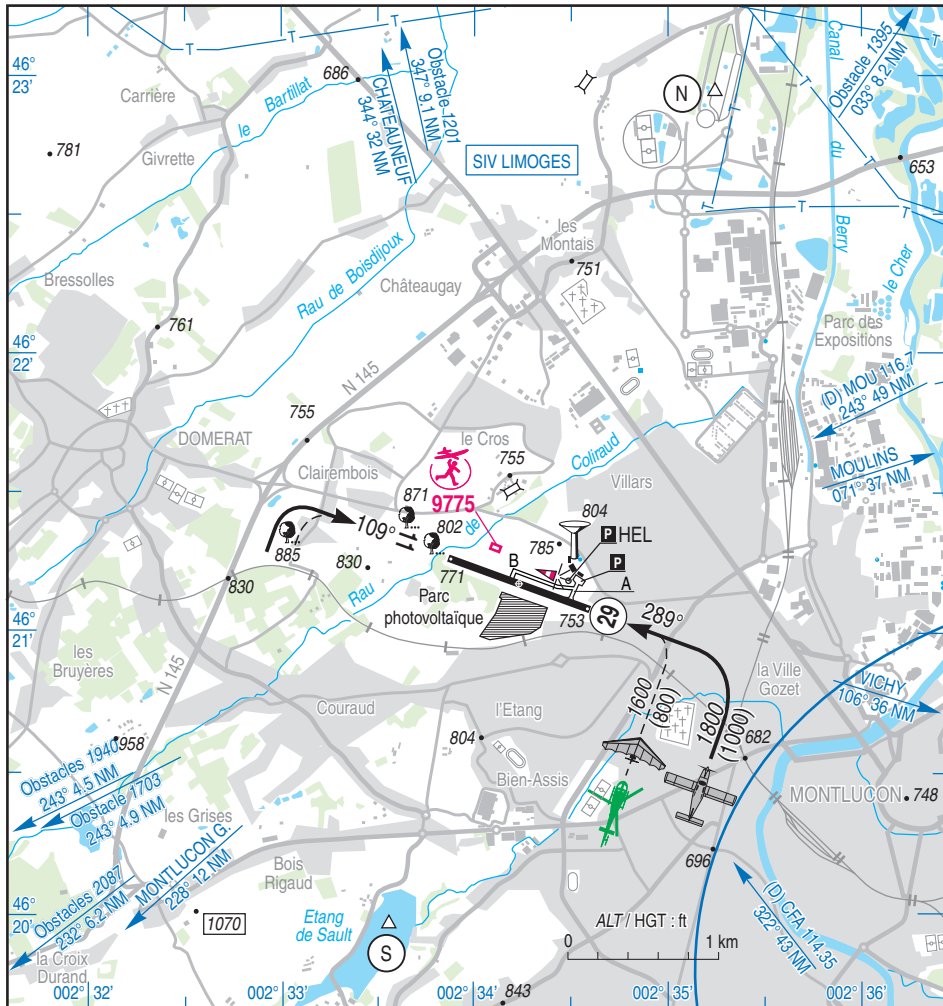 46°
23'
Carrière
686
le Bartillat
CHATEAUNEUF
344° 32 NM
Obstacle 1201
347° 9.1 NM
N
Canal
du
Berry
Obstacle 1395
033° 8.2 NM
781
Givrette
SIV LIMOGES
653
T
T
T
T
T
T
T
T
T
Bressolles
Rau de Boisdijoux
Châteaugay
les
Montais
751
le Cher
761
Parc des
Expositions
46°
22'
N 145
(D) MOU 116.7
243° 49 NM
755
DOMERAT
le Cros
Clairembois
755
Coliraud
MOULINS
071° 37 NM
Villars
871
9775
804
109°
11
802
de
785
P HEL
885
B
P
830
830
771
A
Rau
Parc
photovoltaïque
753
29
289°
46°
21'
les
Bruyères
N 145
la Ville
Gozet
VICHY
106° 36 NM
Couraud
l'Etang
1600
(800)
1800
(1000)
682
958
804
Obstacles 1940
243° 4.5 NM
Obstacle 1703
243° 4.9 NM
Bien-Assis
MONTLUCON
748
les Grises
MONTLUCON G.
228° 12 NM
696
Obstacles 2087
232° 6.2 NM
Bois
Rigaud
(D) CFA 114.35
322° 43 NM
46°
20'
1070
Etang
de Sault
S
ALT / HGT : ft
0 1 km
la Croix
Durand
843
002° 32' 002° 33' 002° 34' 002° 35' 002° 36'